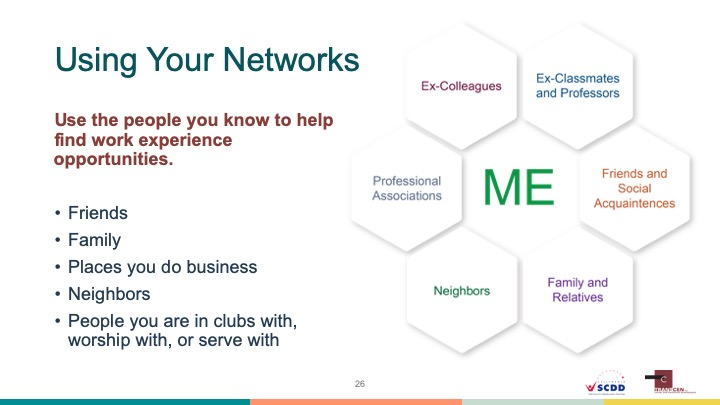 Using Your Networks
Use the people you know to help
find work experience
opportunities.
• Friends
• Family
• Places you do business
• Neighbors
• People you are in clubs with,
worship with, or serve with
Ex-Colleagues
Ex-Classmates
and Professors
Professional
Associations
ME
Friends and
Social
Acquaintences
Neighbors
Family and
Relatives
26
SCDD